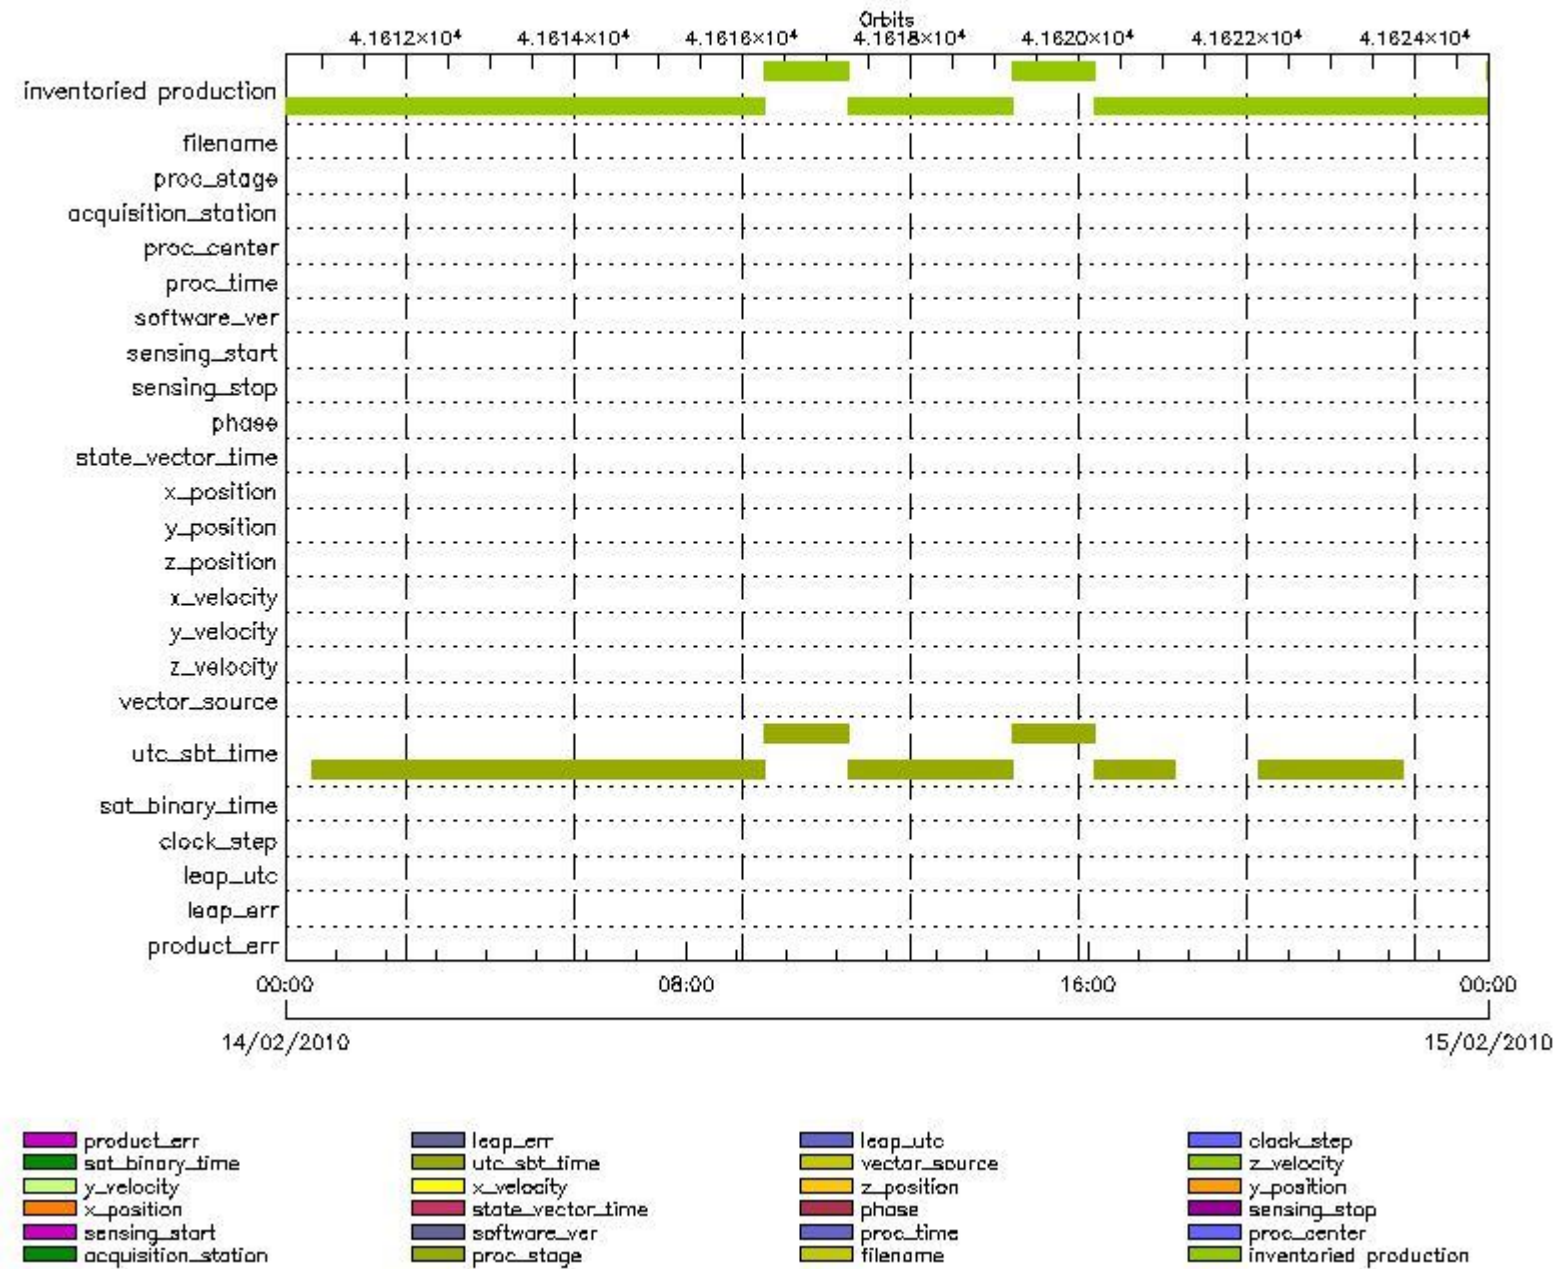 Orbits
4.1612×10⁴ 4.1614×10⁴ 4.1616×10⁴ 4.1618×10⁴ 4.1620×10⁴ 4.1622×10⁴ 4.1624×10⁴
inventoried production
filename
proc_stage
acquisition_station
proc_center
proc_time
software_ver
sensing_start
sensing_stop
phase
state_vector_time
x_position
y_position
z_position
x_velocity
y_velocity
z_velocity
vector_source
utc_sbt_time
sat_binary_time
clock_step
leap_utc
leap_err
product_err
00:00 08:00 16:00 00:00
14/02/2010 15/02/2010
product_err leap_err leap_utc clock_step
sat_binary_time utc_sbt_time vector_source z_velocity
y_velocity x_velocity z_position y_position
x_position state_vector_time phase sensing_stop
sensing_start software_ver proc_time proc_center
acquisition_station proc_stage filename inventoried production